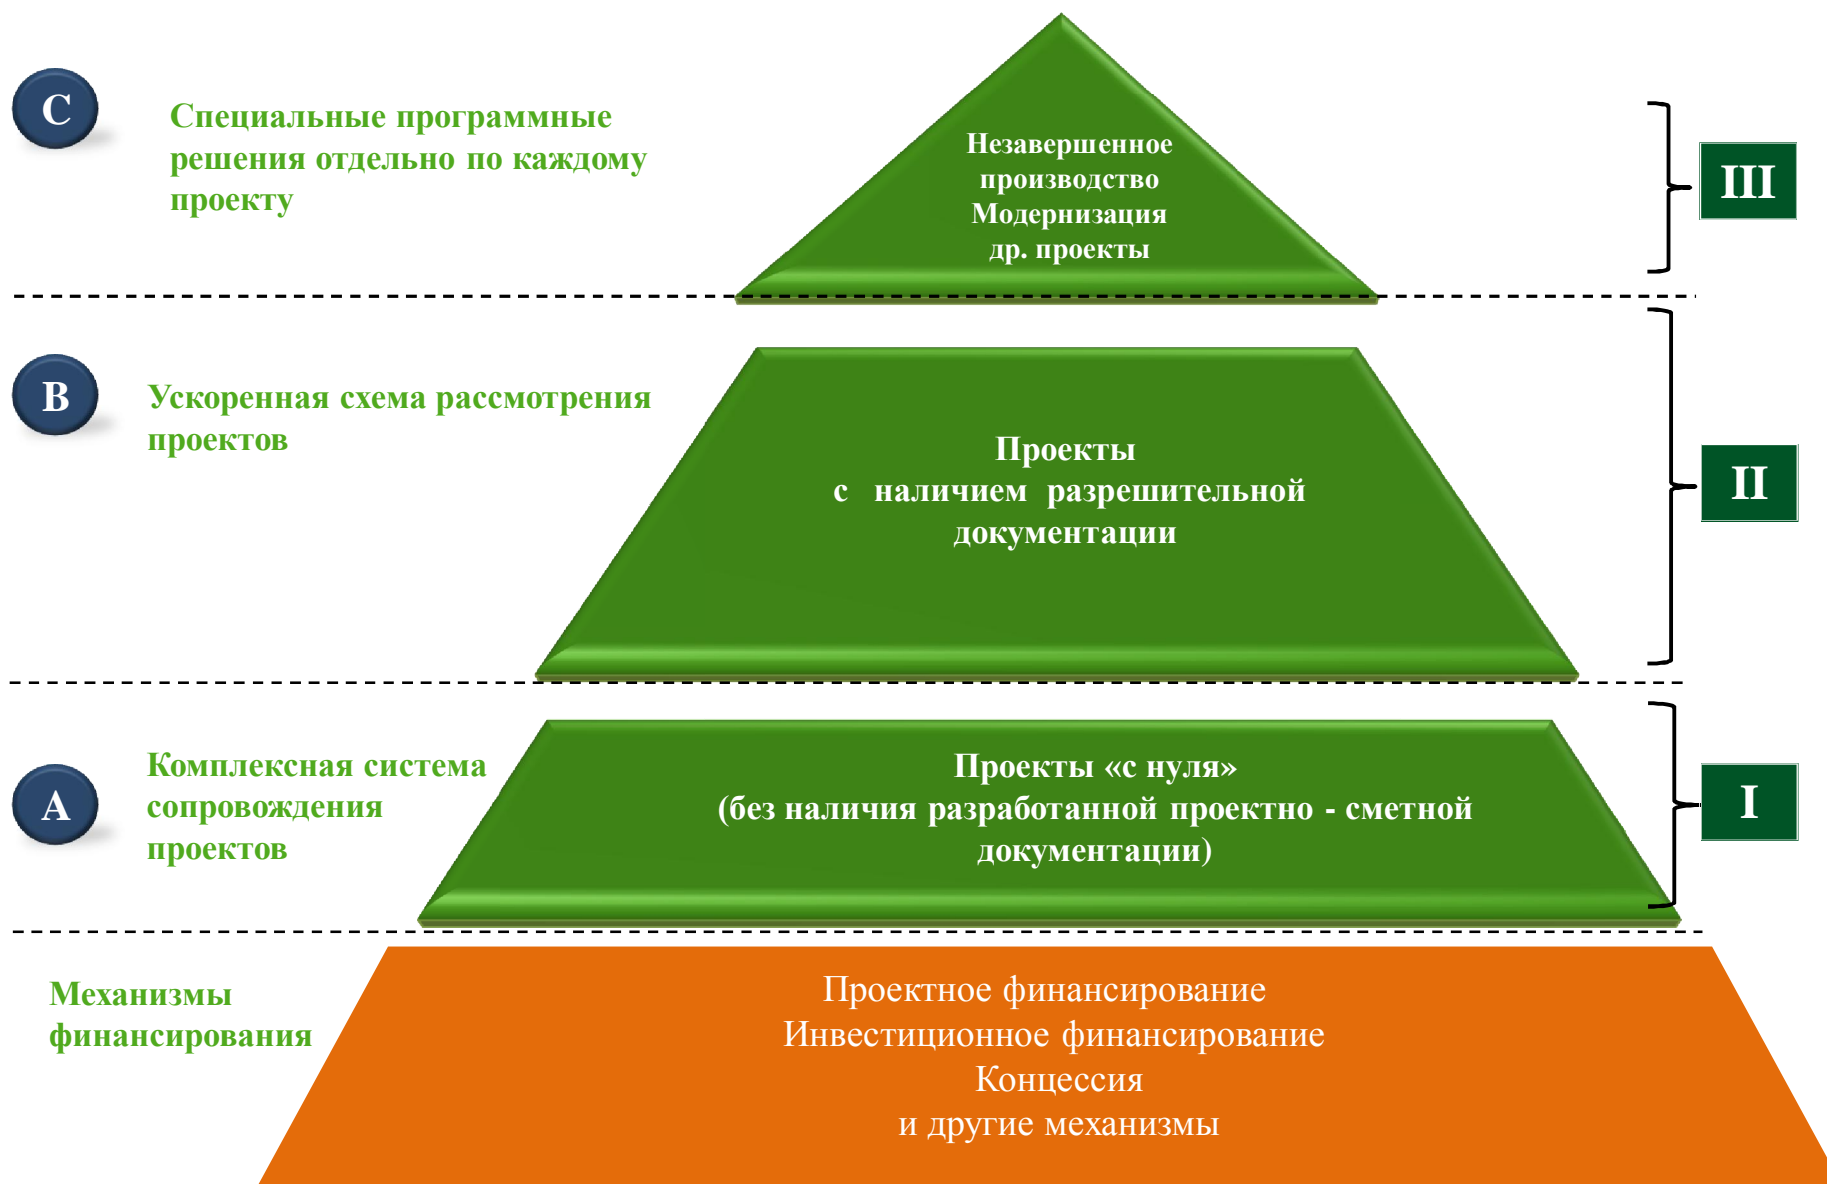 C
Специальные программные
решения отдельно по каждому
проекту
Незавершенное
производство
Модернизация
др. проекты
III
B
Ускоренная схема рассмотрения
проектов
Проекты
с наличием разрешительной
документации
II
A
Комплексная система
сопровождения
проектов
Проекты «с нуля»
(без наличия разработанной проектно - сметной
документации)
I
Механизмы
финансирования
Проектное финансирование
Инвестиционное финансирование
Концессия
и другие механизмы